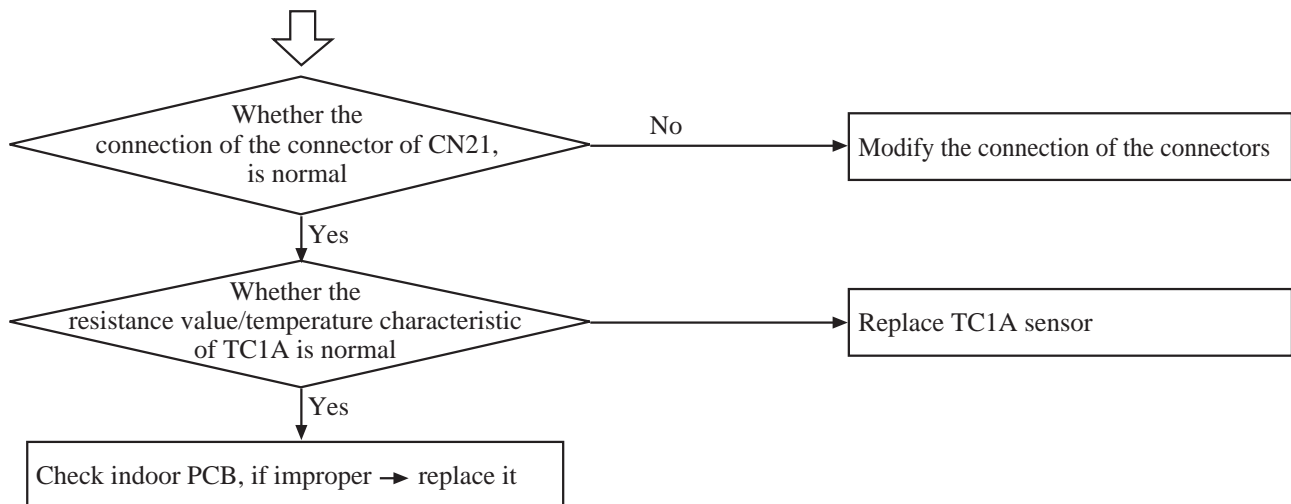 Whether the
connection of the connector of CN21,
is normal
No
Modify the connection of the connectors
Yes
Whether the
resistance value/temperature characteristic
of TC1A is normal
Replace TC1A sensor
Yes
Check indoor PCB, if improper → replace it